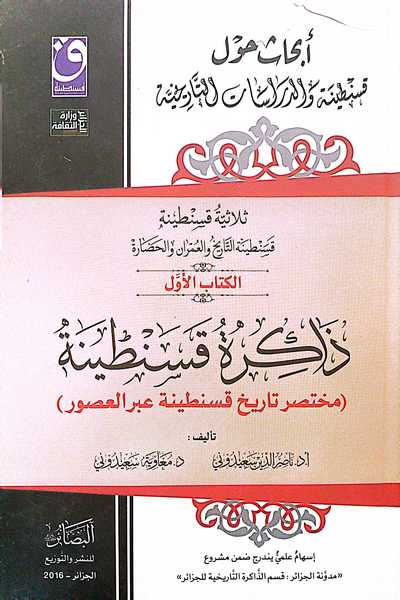 أبحاث حول
قسنطينة والدراسات التاريخية
قسنطينة
وزارة الثقافة
ثلاثية قسنطينة
قسنطينة التاريخ والعمران والحضارة
الكتاب الأول
ذاكرة قسنطينة
(مختصر تاريخ قسنطينة عبر العصور)
تأليف :
أ.د. ناصر الدين سعيدوني د. معاوية سعيدوني
إسهام علمي يندرج ضمن مشروع
«مدونة الجزائر : قسم الذاكرة التاريخية للجزائر»
البصائر
للنشر والتوزيع
الجزائر - 2016